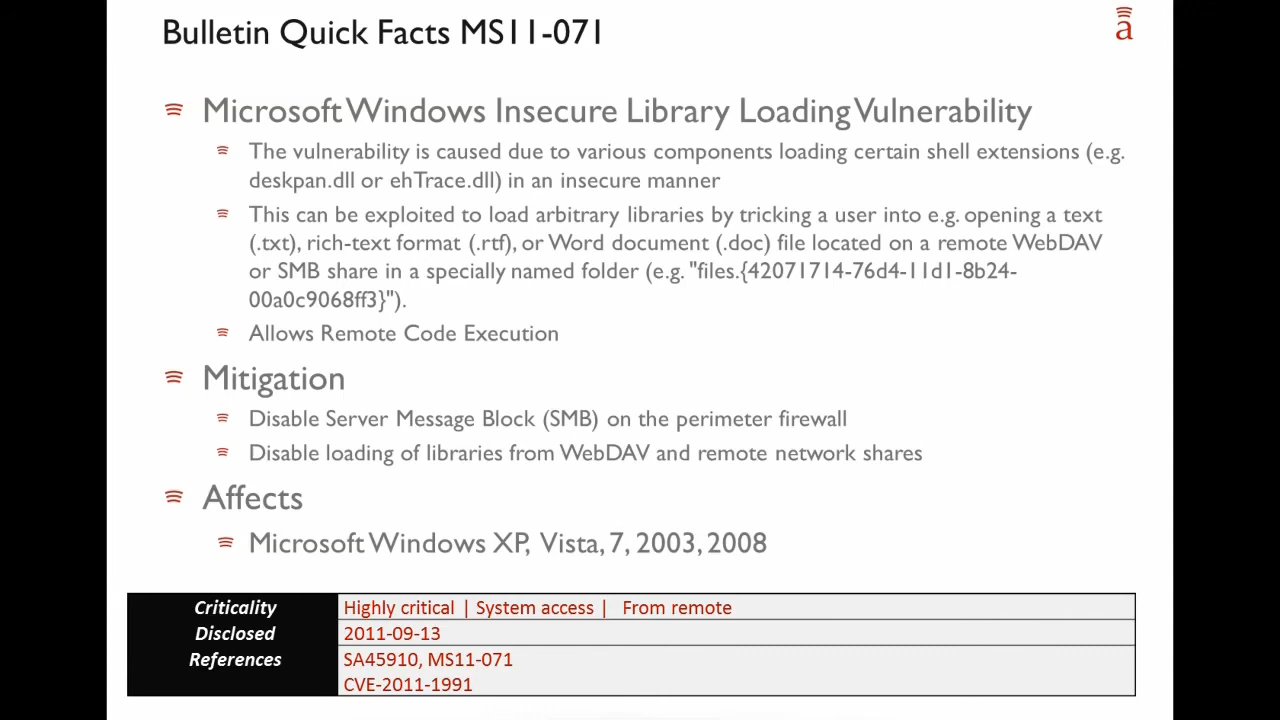 Bulletin Quick Facts MS11-071
a
Microsoft Windows Insecure Library Loading Vulnerability
The vulnerability is caused due to various components loading certain shell extensions (e.g.
deskpan.dll or ehTrace.dll) in an insecure manner
This can be exploited to load arbitrary libraries by tricking a user into e.g. opening a text
(.txt), rich-text format (.rtf), or Word document (.doc) file located on a remote WebDAV
or SMB share in a specially named folder (e.g. "files.{42071714-76d4-11d1-8b24-
00a0c9068ff3}").
Allows Remote Code Execution
Mitigation
Disable Server Message Block (SMB) on the perimeter firewall
Disable loading of libraries from WebDAV and remote network shares
Affects
Microsoft Windows XP, Vista, 7, 2003, 2008
Criticality Highly critical | System access | From remote
Disclosed 2011-09-13
References SA45910, MS11-071
CVE-2011-1991